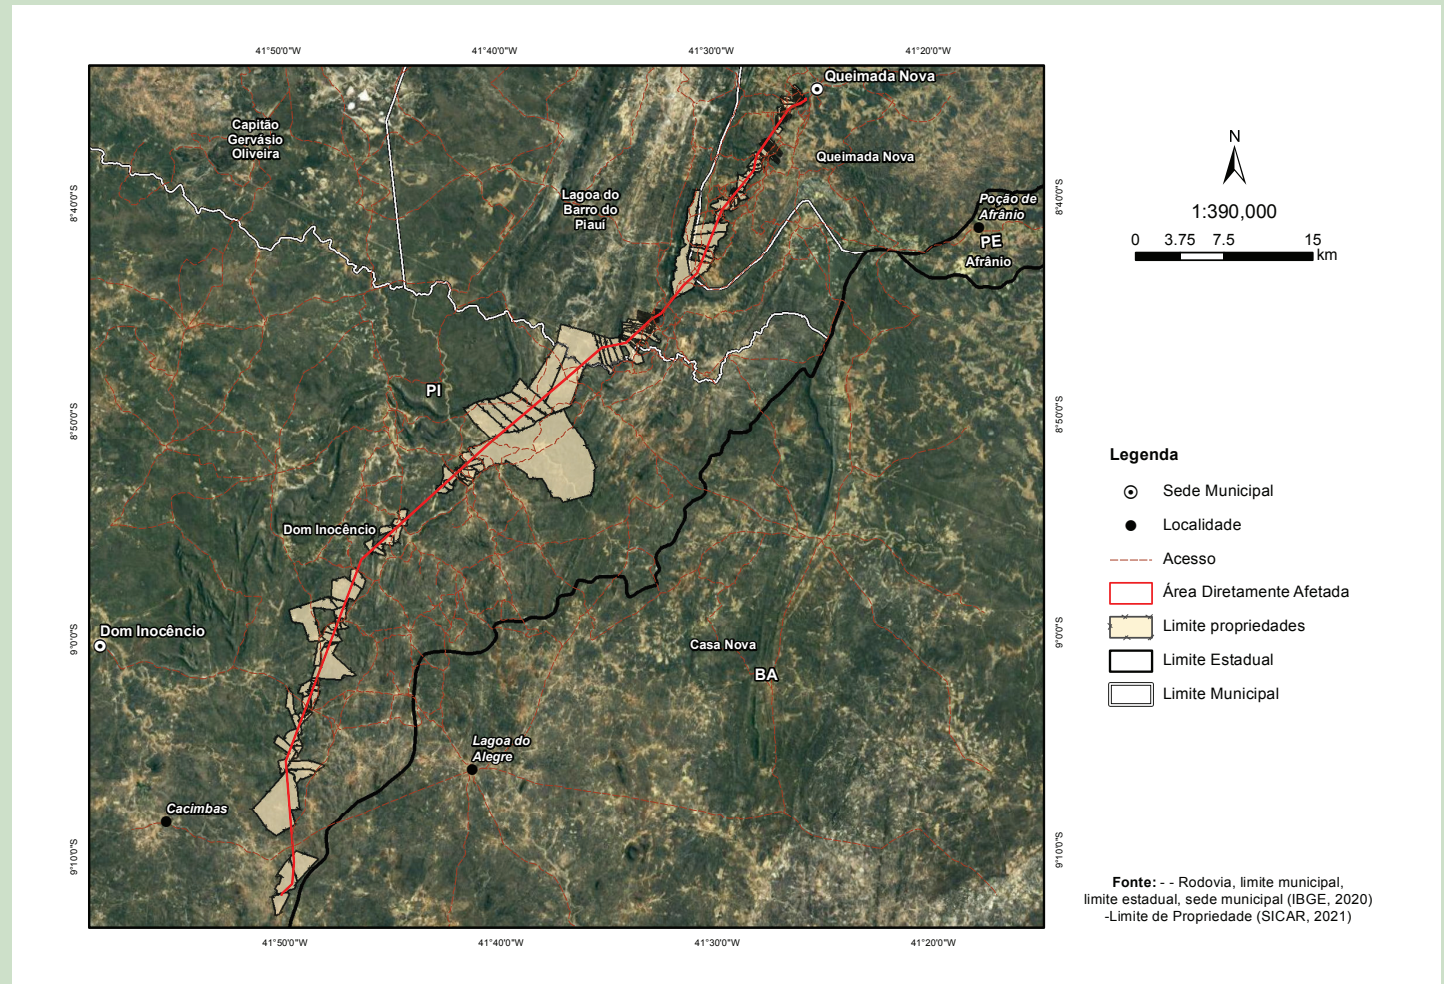 41°50'0"W
41°40'0"W
41°30'0"W
41°20'0"W
Queimada Nova
Capitão
Gervásio
Oliveira
Queimada Nova
Lagoa do
Barro do
Piauí
8°40'0"S
8°40'0"S
Poção de
Afrânio
PE
Afrânio
PI
8°50'0"S
8°50'0"S
Dom Inocêncio
Dom Inocêncio
9°0'0"S
9°0'0"S
Casa Nova
BA
Lagoa do
Alegre
Cacimbas
9°10'0"S
9°10'0"S
41°50'0"W
41°40'0"W
41°30'0"W
41°20'0"W
N
1:390,000
0 3.75 7.5 15
km
Legenda
Sede Municipal
Localidade
Acesso
Área Diretamente Afetada
Limite propriedades
Limite Estadual
Limite Municipal
Fonte: - - Rodovia, limite municipal,
limite estadual, sede municipal (IBGE, 2020)
-Limite de Propriedade (SICAR, 2021)